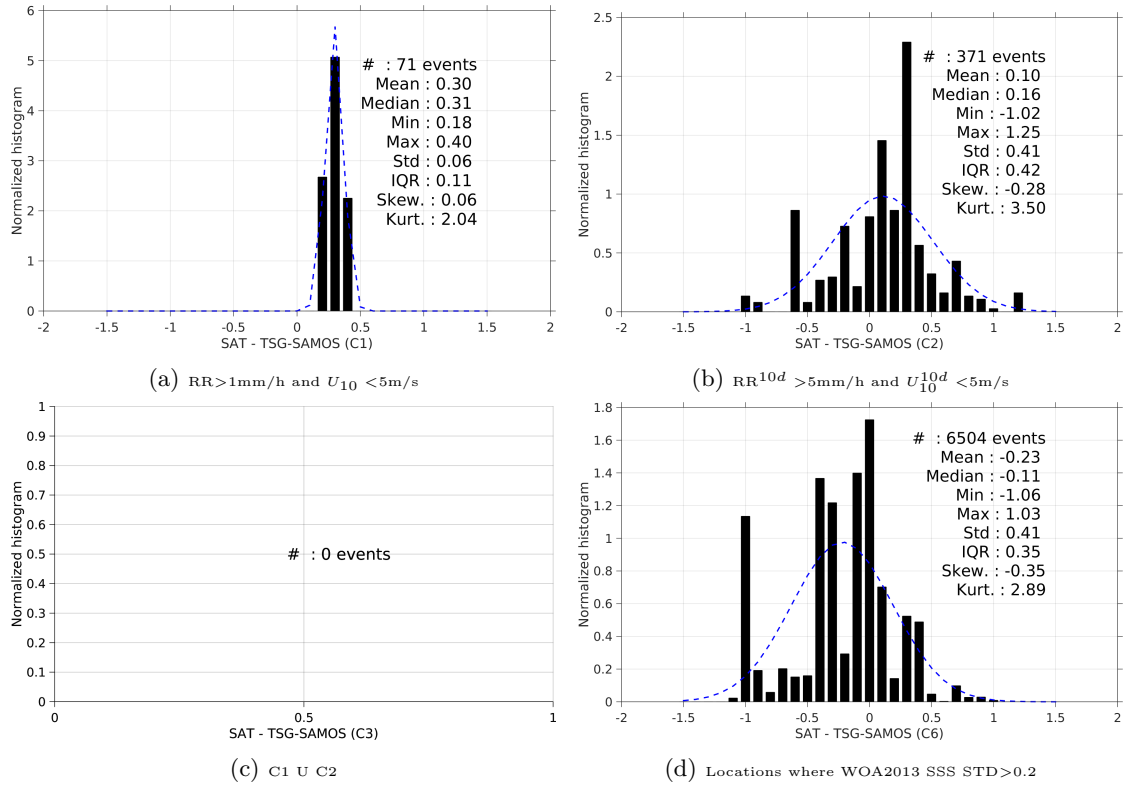 6
5
4
3
2
1
0
Normalized histogram
# : 71 events
Mean : 0.30
Median : 0.31
Min : 0.18
Max : 0.40
Std : 0.06
IQR : 0.11
Skew. : 0.06
Kurt. : 2.04
-2 -1.5 -1 -0.5 0 0.5 1 1.5 2
SAT - TSG-SAMOS (C1)
(a) RR>1mm/h and U10 <5m/s
2.5
2
1.5
1
0.5
0
Normalized histogram
# : 371 events
Mean : 0.10
Median : 0.16
Min : -1.02
Max : 1.25
Std : 0.41
IQR : 0.42
Skew. : -0.28
Kurt. : 3.50
-2 -1.5 -1 -0.5 0 0.5 1 1.5 2
SAT - TSG-SAMOS (C2)
(b) RR^10d >5mm/h and U10^10d <5m/s
1
0.9
0.8
0.7
0.6
0.5
0.4
0.3
0.2
0.1
0
Normalized histogram
# : 0 events
0 0.5 1
SAT - TSG-SAMOS (C3)
(c) C1 U C2
1.8
1.6
1.4
1.2
1
0.8
0.6
0.4
0.2
0
Normalized histogram
# : 6504 events
Mean : -0.23
Median : -0.11
Min : -1.06
Max : 1.03
Std : 0.41
IQR : 0.35
Skew. : -0.35
Kurt. : 2.89
-2 -1.5 -1 -0.5 0 0.5 1 1.5 2
SAT - TSG-SAMOS (C6)
(d) Locations where WOA2013 SSS STD>0.2